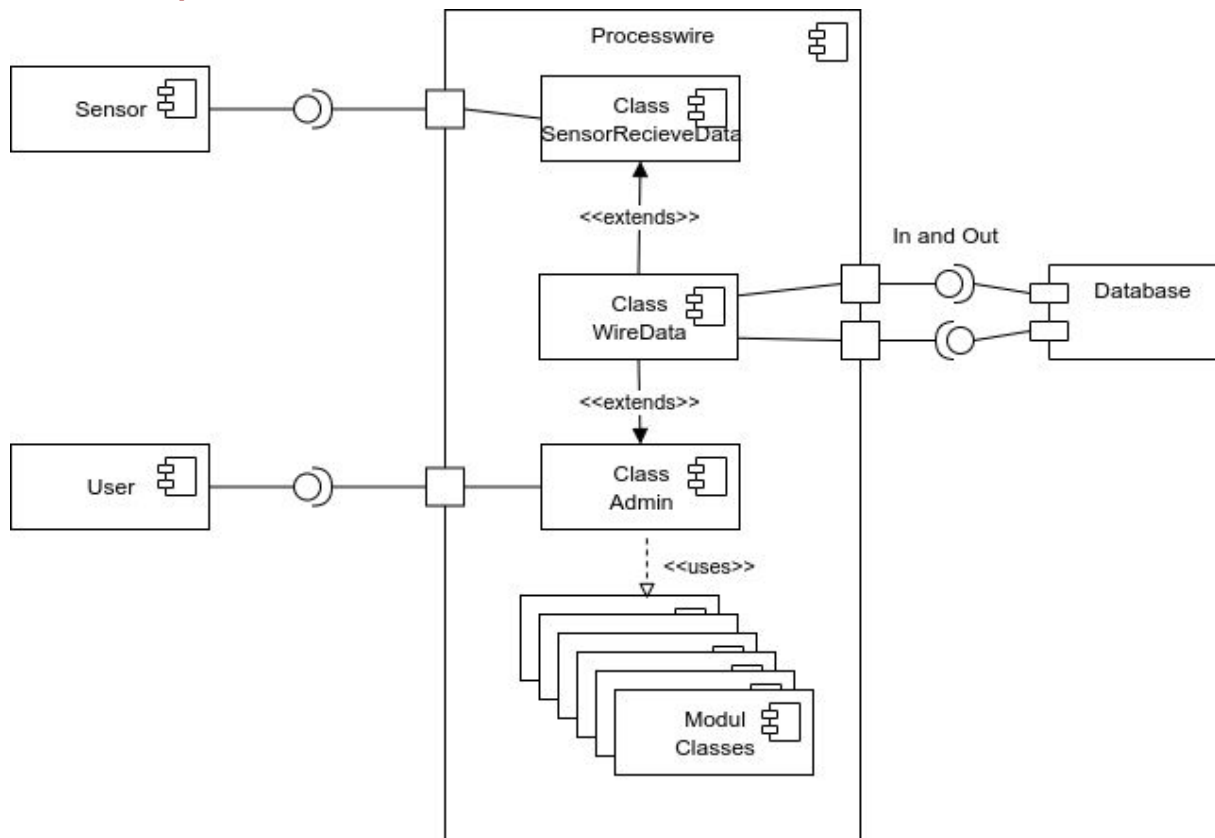 Processwire
Sensor
Class
SensorRecieveData
<<extends>>
In and Out
Class
WireData
Database
<<extends>>
User
Class
Admin
<<uses>>
Modul
Classes